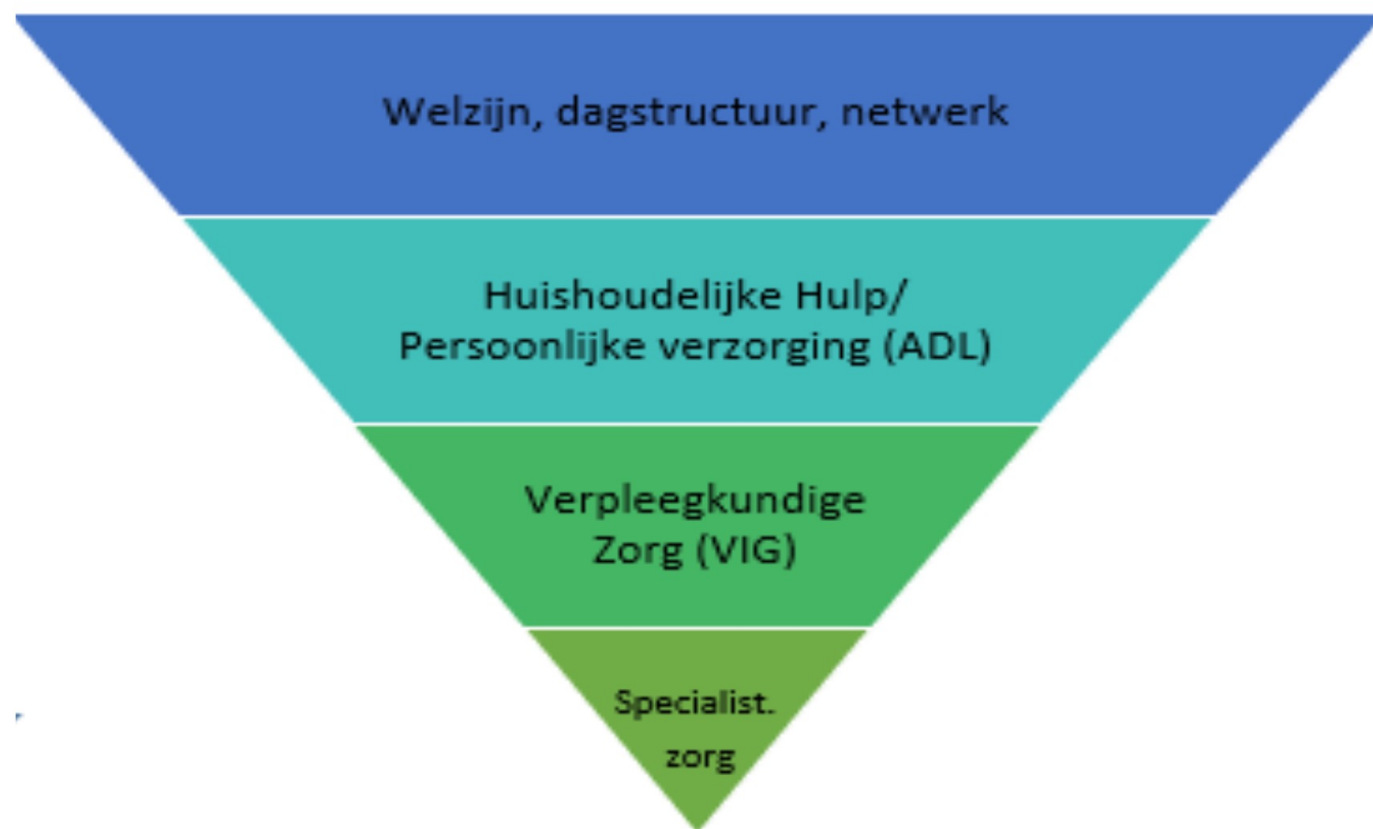 Welzijn, dagstructuur, netwerk
Huishoudelijke Hulp/
Persoonlijke verzorging (ADL)
Verpleegkundige
Zorg (VIG)
Specialist.
zorg